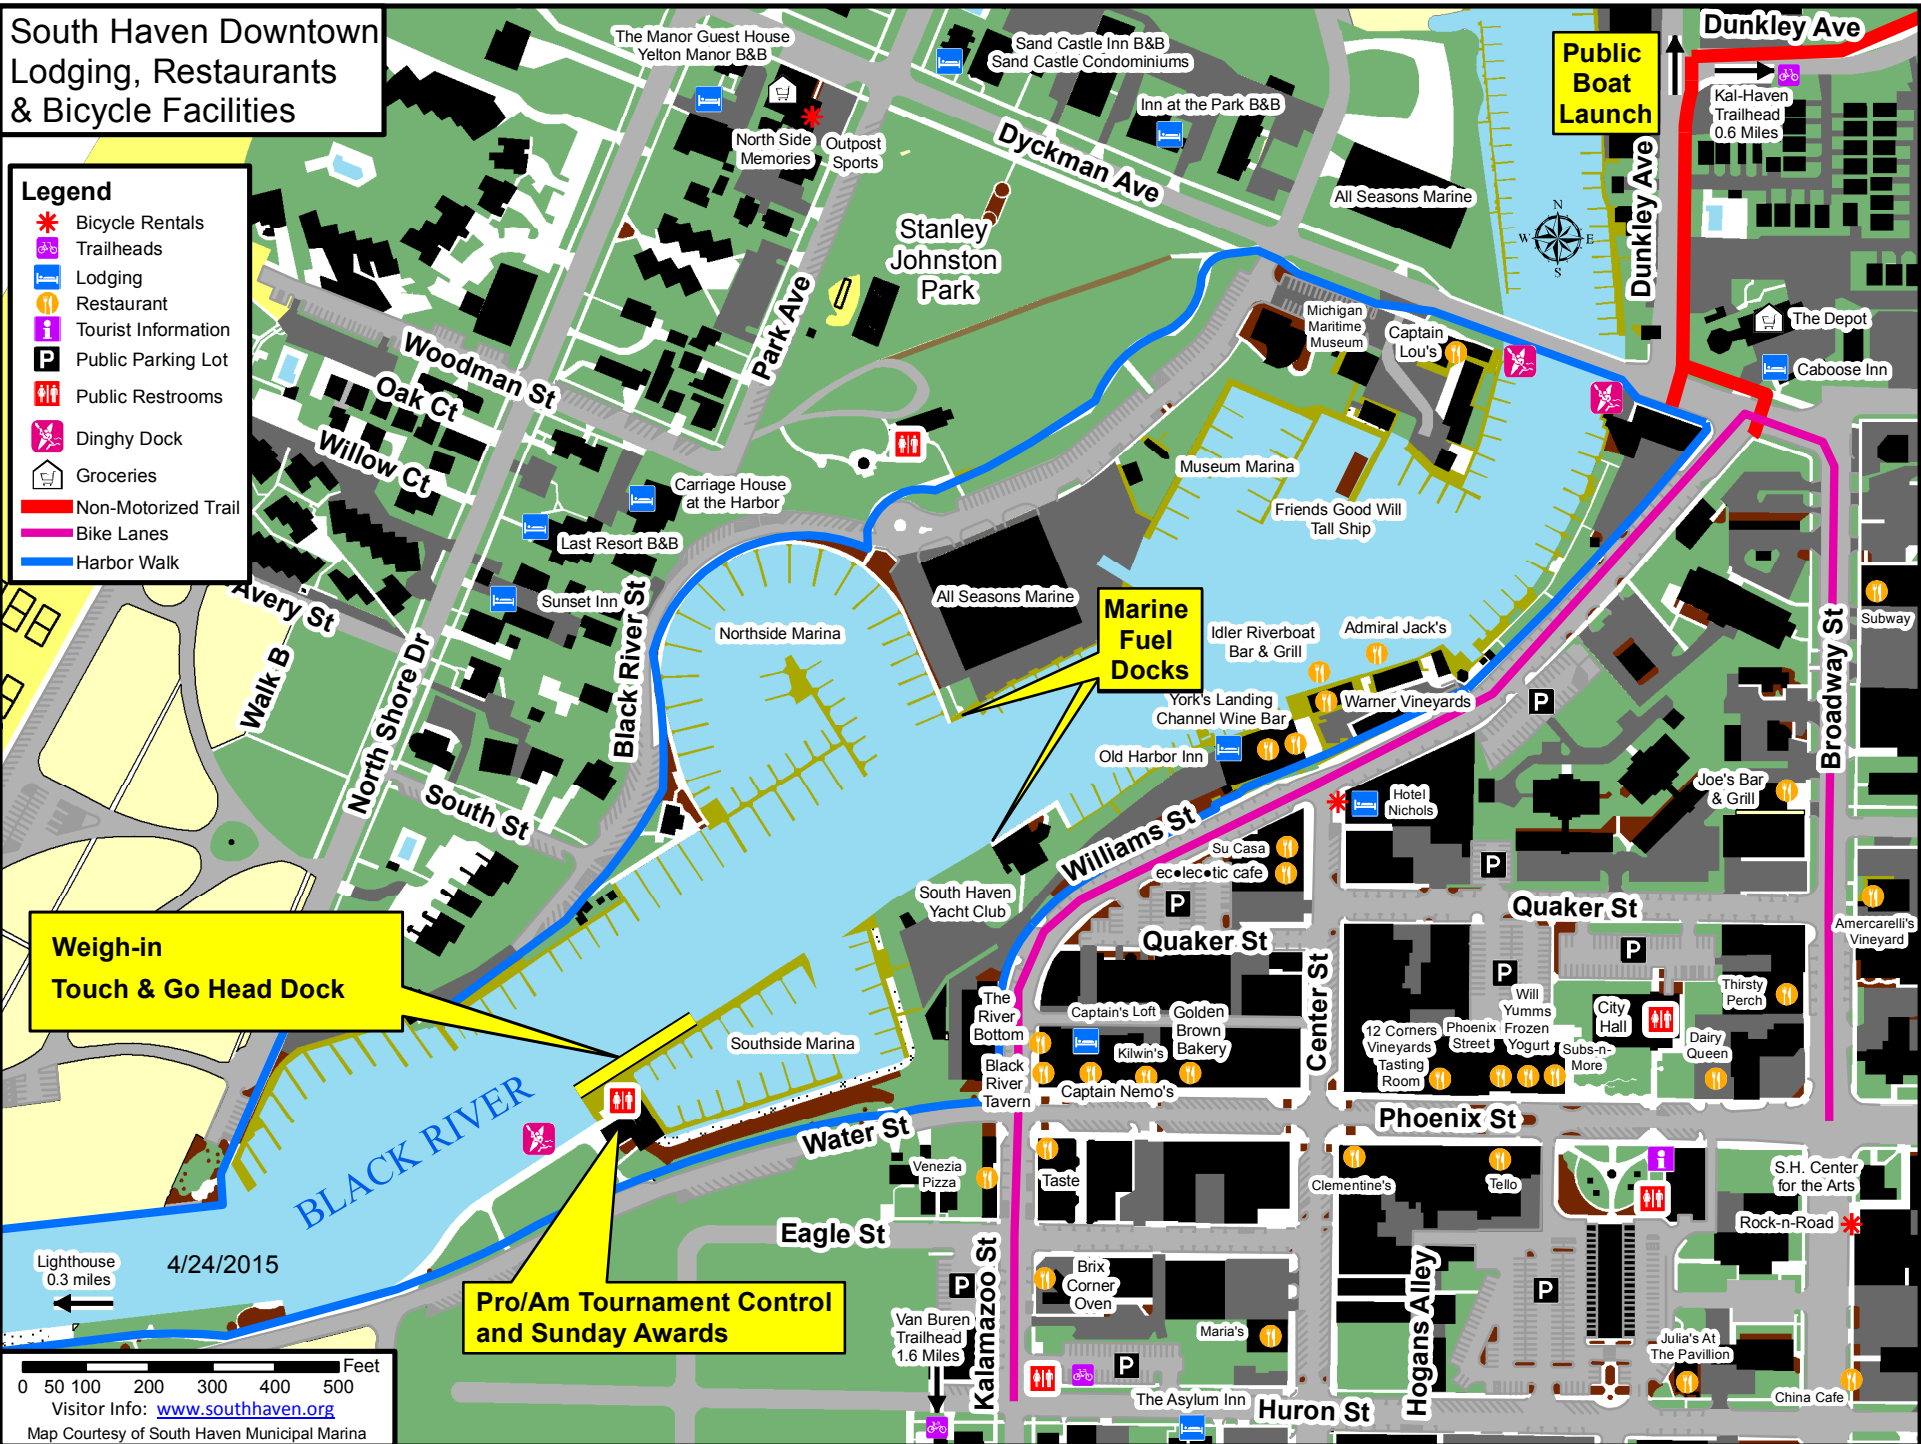 South Haven Downtown
Lodging, Restaurants
& Bicycle Facilities
Legend
Bicycle Rentals
Trailheads
Lodging
Restaurant
Tourist Information
P
Public Parking Lot
Public Restrooms
Dinghy Dock
Groceries
Non-Motorized Trail
Bike Lanes
Harbor Walk
The Manor Guest House
Yelton Manor B&B
North Side
Memories
Outpost
Sports
Sand Castle Inn B&B
Sand Castle Condominiums
Inn at the Park B&B
Dyckman Ave
All Seasons Marine
Public
Boat
Launch
Dunkley Ave
Kal-Haven
Trailhead
0.6 Miles
Dunkley Ave
N
W
E
S
Stanley
Johnston
Park
Park Ave
Woodman St
Oak Ct
Willow Ct
Michigan
Maritime
Museum
Captain
Lou's
The Depot
Caboose Inn
Museum Marina
Friends Good Will
Tall Ship
Carriage House
at the Harbor
Last Resort B&B
Sunset Inn
Avery St
Walk B
North Shore Dr
South St
Black River St
Northside Marina
All Seasons Marine
Marine
Fuel
Docks
Idler Riverboat
Bar & Grill
Admiral Jack's
York's Landing
Channel Wine Bar
Warner Vineyards
Old Harbor Inn
P
Subway
Broadway St
Williams St
Hotel
Nichols
Joe's Bar
& Grill
Su Casa
ec•lec•tic cafe
P
P
Quaker St
Quaker St
South Haven
Yacht Club
Amercarelli's
Vineyard
Weigh-in
Touch & Go Head Dock
Center St
P
P
The
River
Bottom
Captain's Loft
Golden
Brown
Bakery
Kilwin's
Black
River
Tavern
Captain Nemo's
12 Corners
Vineyards
Tasting
Room
Phoenix
Street
Will
Yumms
Frozen
Yogurt
Subs-n-
More
City
Hall
Dairy
Queen
Thirsty
Perch
Southside Marina
BLACK RIVER
Water St
Phoenix St
Venezia
Pizza
Taste
Clementine's
Tello
S.H. Center
for the Arts
Rock-n-Road
Eagle St
Lighthouse
0.3 miles
4/24/2015
Pro/Am Tournament Control
and Sunday Awards
P
Kalamazoo St
Van Buren
Trailhead
1.6 Miles
Brix
Corner
Oven
Maria's
P
Hogans Alley
P
Julia's At
The Pavillion
China Cafe
The Asylum Inn
Huron St
Feet
0 50 100 200 300 400 500
Visitor Info: www.southhaven.org
Map Courtesy of South Haven Municipal Marina